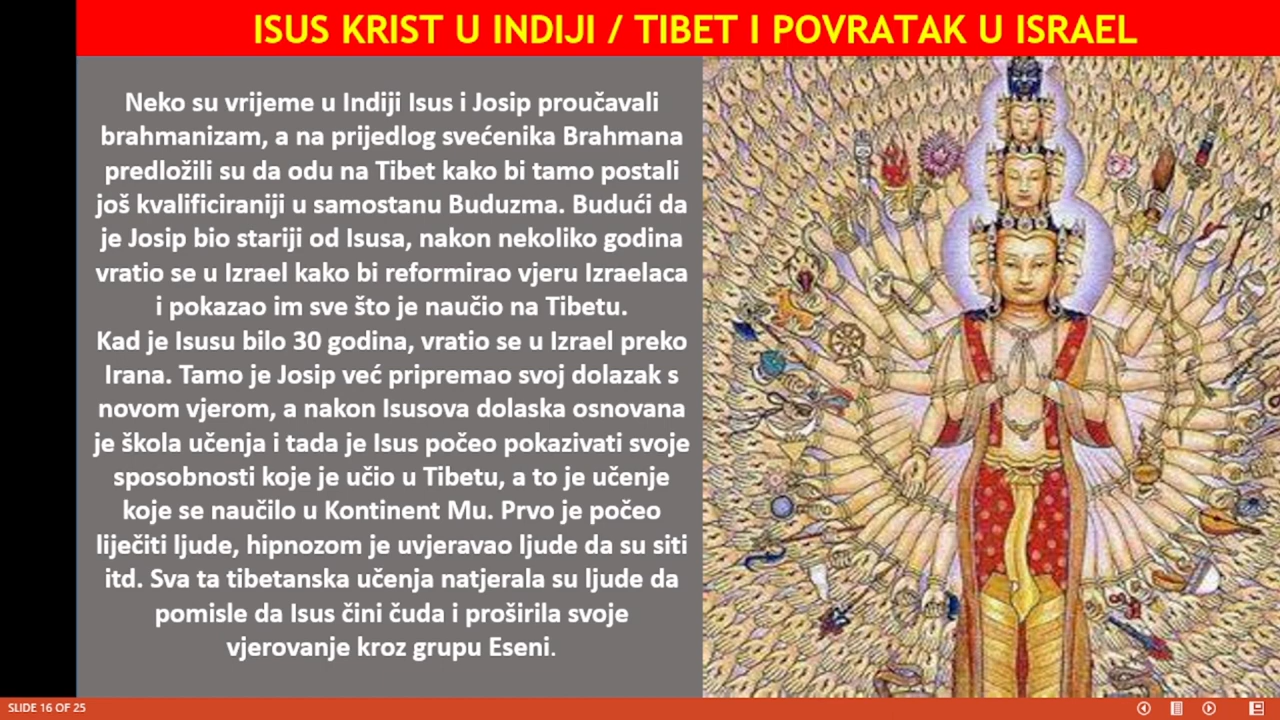 ISUS KRIST U INDIJI / TIBET I POVRATAK U ISRAEL
Neko su vrijeme u Indiji Isus i Josip proučavali
brahmanizam, a na prijedlog svećenika Brahmana
predložili su da odu na Tibet kako bi tamo postali
još kvalificiraniji u samostanu Buduzma. Budući da
je Josip bio stariji od Isusa, nakon nekoliko godina
vratio se u Izrael kako bi reformirao vjeru Izraelaca
i pokazao im sve što je naučio na Tibetu.
Kad je Isusu bilo 30 godina, vratio se u Izrael preko
Irana. Tamo je Josip već pripremao svoj dolazak s
novom vjerom, a nakon Isusova dolaska osnovana
je škola učenja i tada je Isus počeo pokazivati svoje
sposobnosti koje je učio u Tibetu, a to je učenje
koje se naučilo u Kontinent Mu. Prvo je počeo
liječiti ljude, hipnozom je uvjeravao ljude da su siti
itd. Sva ta tibetanska učenja natjerala su ljude da
pomisle da Isus čini čuda i proširila svoje
vjerovanje kroz grupu Eseni.
SLIDE 16 OF 25